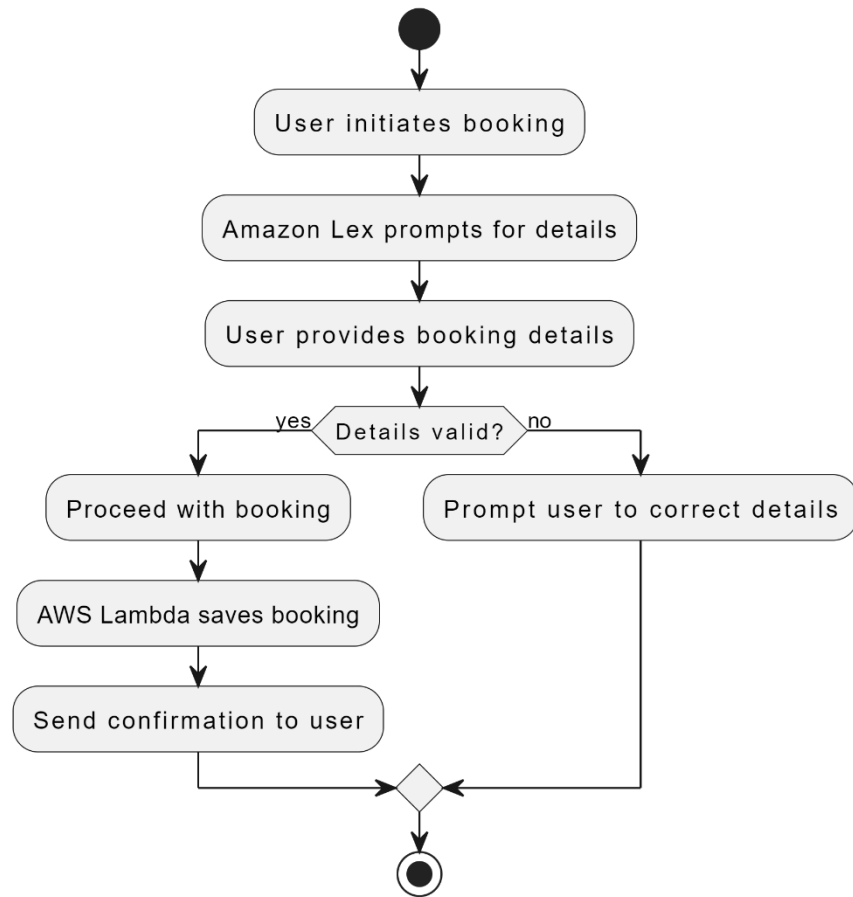 User initiates booking
Amazon Lex prompts for details
User provides booking details
yes
Details valid?
no
Proceed with booking
Prompt user to correct details
AWS Lambda saves booking
Send confirmation to user